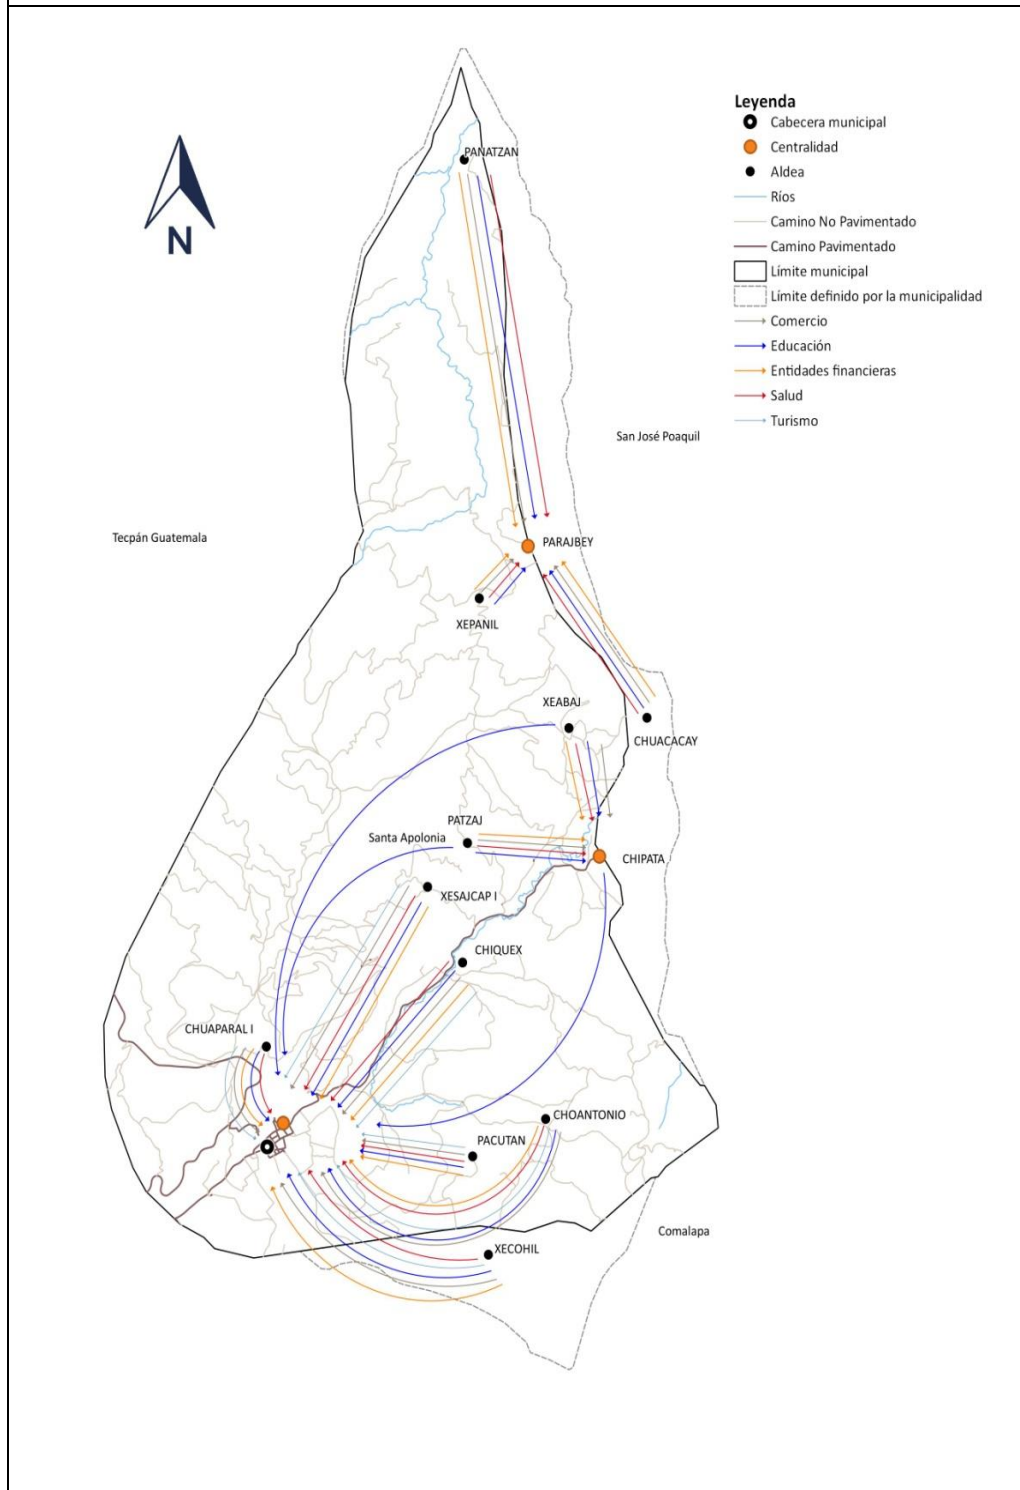 Leyenda
Cabecera municipal
Centralidad
Aldea
Ríos
Camino No Pavimentado
Camino Pavimentado
Límite municipal
Límite definido por la municipalidad
Comercio
Educación
Entidades financieras
Salud
Turismo
N
PANATZAN
San José Poaquil
Tecpán Guatemala
PARAJBEY
XEPANIL
XEABAJ
CHUACACAY
PATZAJ
Santa Apolonia
CHIPATA
XESAJCAP I
CHIQUEX
CHUAPARAL I
CHOANTONIO
PACUTAN
Comalapa
XECOHIL